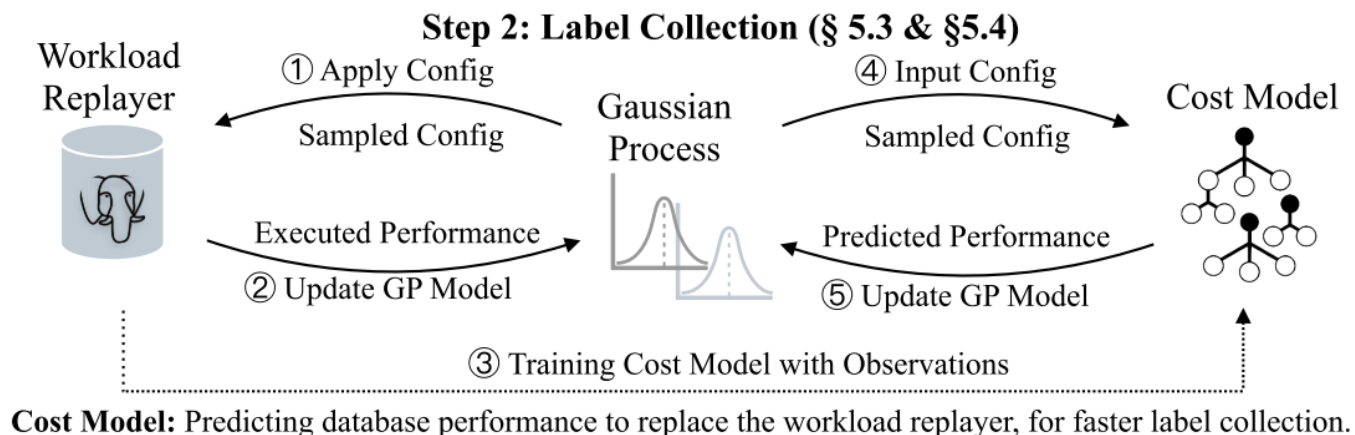 Step 2: Label Collection (§ 5.3 & §5.4)
Workload
Replayer
① Apply Config
Sampled Config
Executed Performance
② Update GP Model
Gaussian
Process
④ Input Config
Sampled Config
Predicted Performance
⑤ Update GP Model
Cost Model
③ Training Cost Model with Observations
Cost Model: Predicting database performance to replace the workload replayer, for faster label collection.